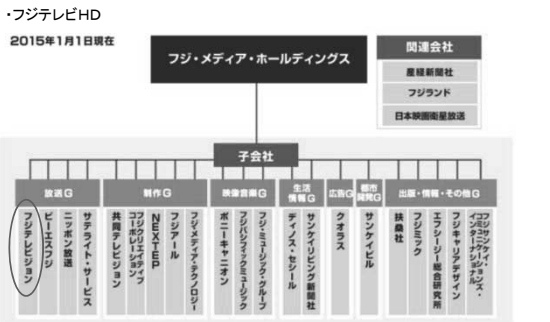 ・フジテレビHD
2015年1月1日現在
フジ・メディア・ホールディングス
関連会社
産経新聞社
フジランド
日本映画衛星放送
子会社
放送G
制作G
映像音楽G
生活
情報G
広告G
都市
開発G
出版・情報・その他G
フジテレビジョン
ビーエスフジ
ニッポン放送
サテライト・サービス
共同テレビジョン
フジクリエイティブ
コーポレーション
NEXTEP
フジアール
フジ・メディア・テクノロジー
ポニーキャニオン
フジパシフィックミュージック
フジ・ミュージック・グループ
ディノス・セシール
サンケイリビング新聞社
クオラス
サンケイビル
扶桑社
フジミック
エフシージー総合研究所
フジキャリアデザイン
フジサンケイ・
コミュニケーションズ・
インターナショナル